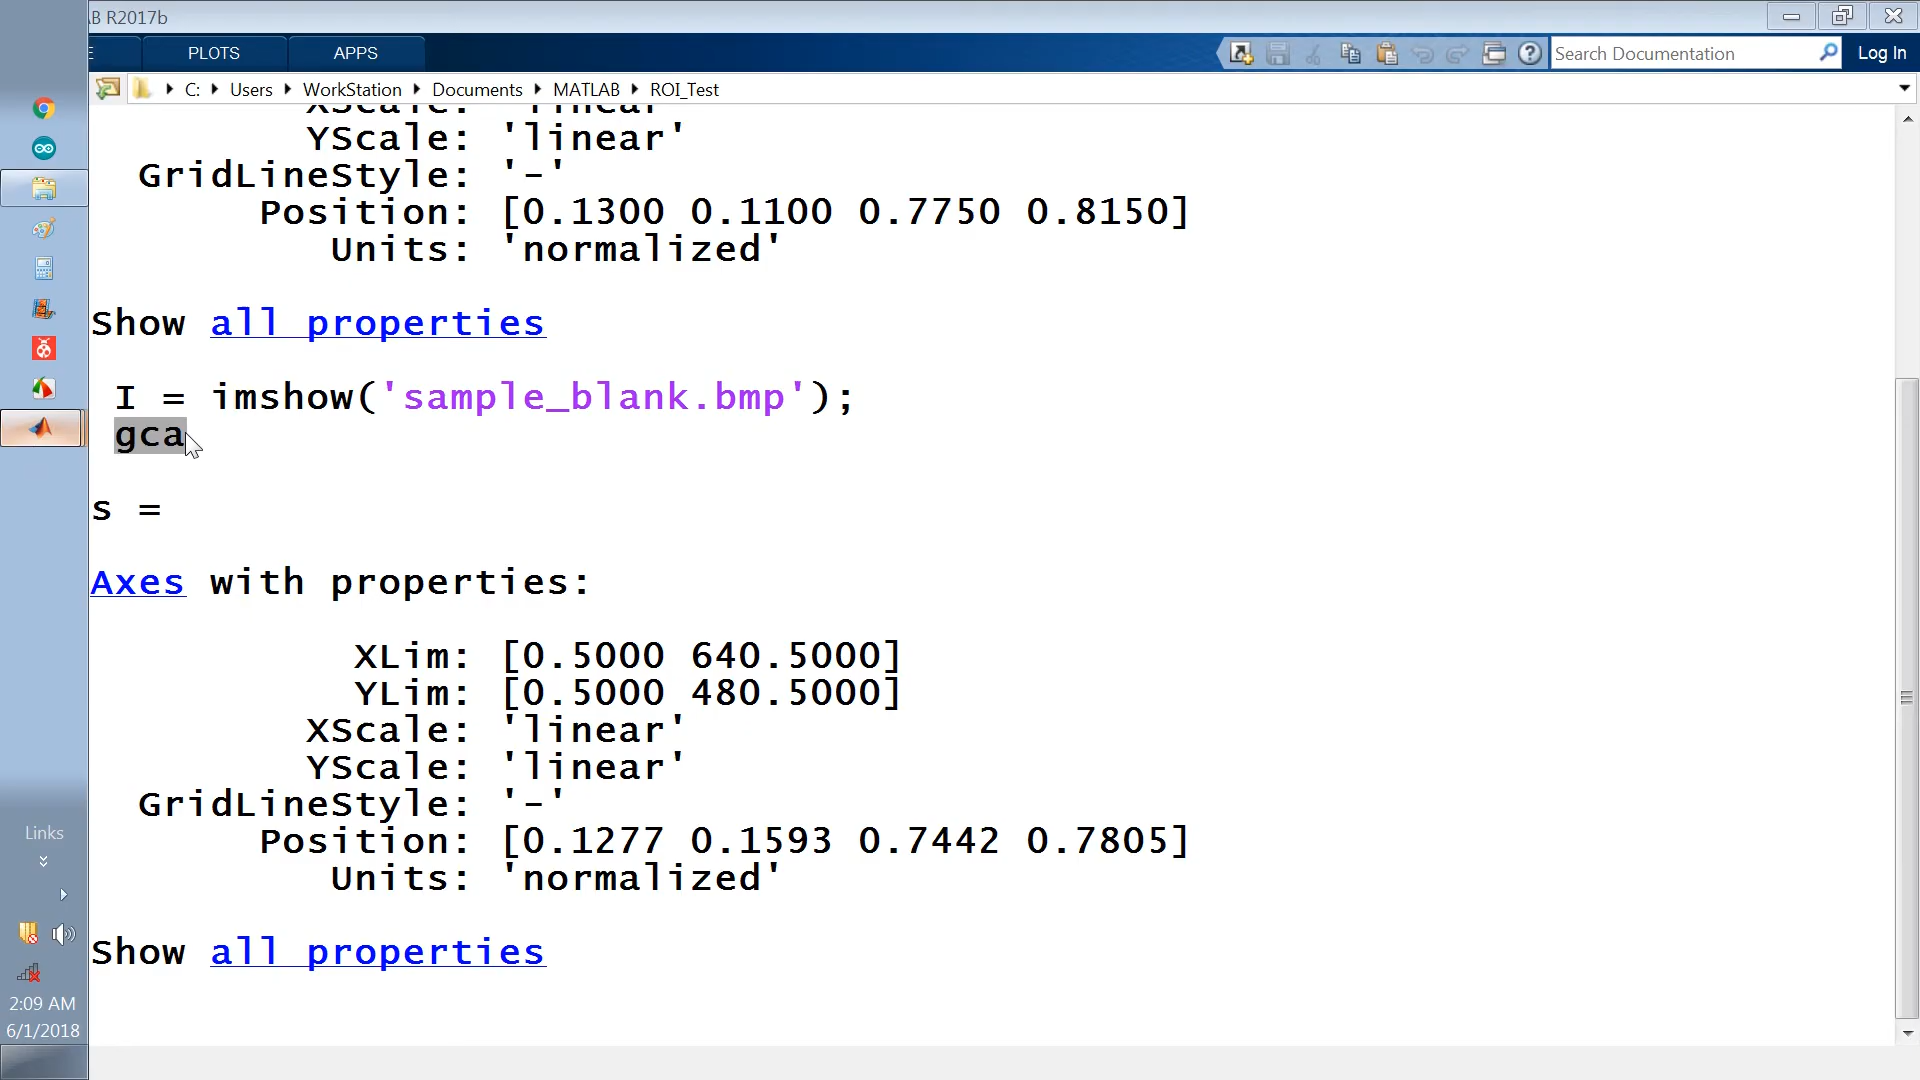 AB R2017b
E PLOTS APPS Search Documentation Log In
C: Users WorkStation Documents MATLAB ROI_Test
XScale: 'linear'
YScale: 'linear'
GridLineStyle: '-'
Position: [0.1300 0.1100 0.7750 0.8150]
Units: 'normalized'
Show all properties
I = imshow('sample_blank.bmp');
gca
s =
Axes with properties:
XLim: [0.5000 640.5000]
YLim: [0.5000 480.5000]
XScale: 'linear'
YScale: 'linear'
GridLineStyle: '-'
Position: [0.1277 0.1593 0.7442 0.7805]
Units: 'normalized'
Show all properties
Links
2:09 AM
6/1/2018